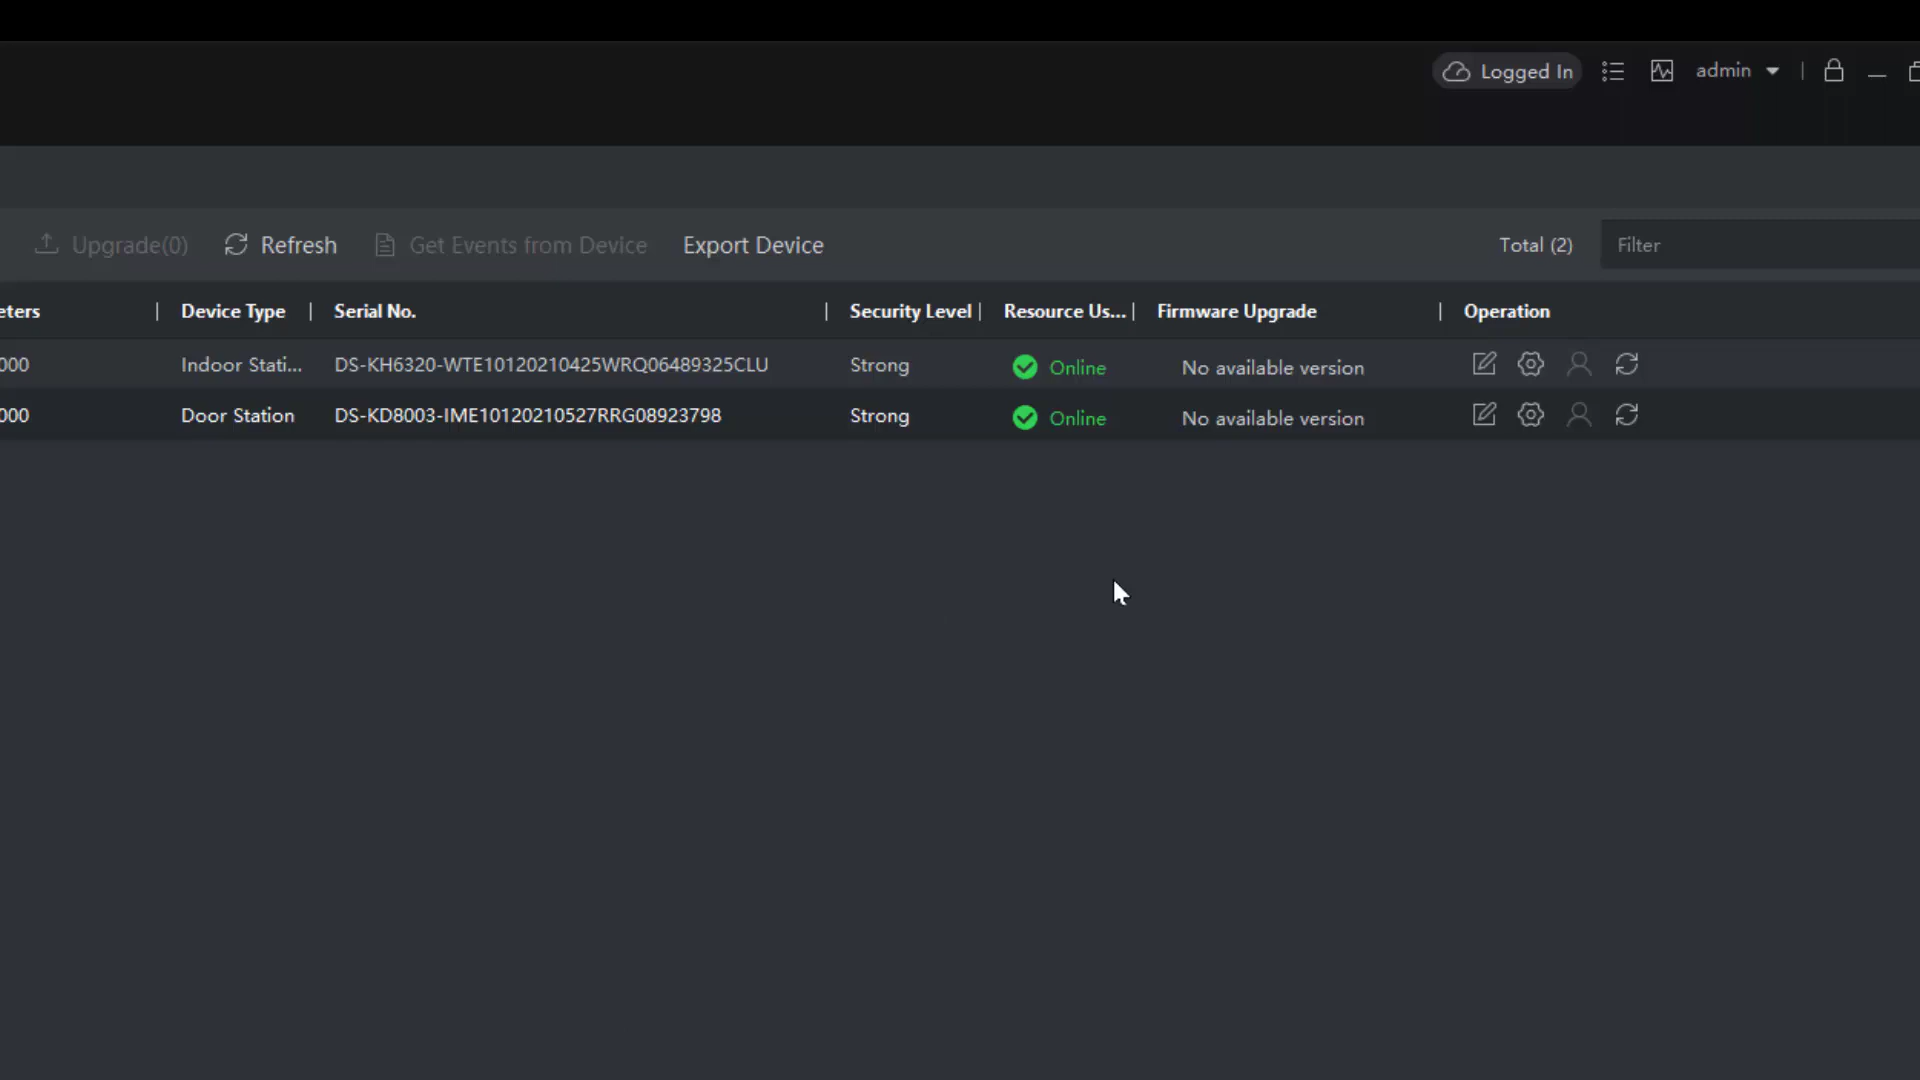 Logged In admin
Upgrade(0) Refresh Get Events from Device Export Device Total (2) Filter
eters | Device Type | Serial No. | Security Level | Resource Us... | Firmware Upgrade | Operation
000 Indoor Stati... DS-KH6320-WTE10120210425WRQ06489325CLU Strong Online No available version
000 Door Station DS-KD8003-IME10120210527RRG08923798 Strong Online No available version